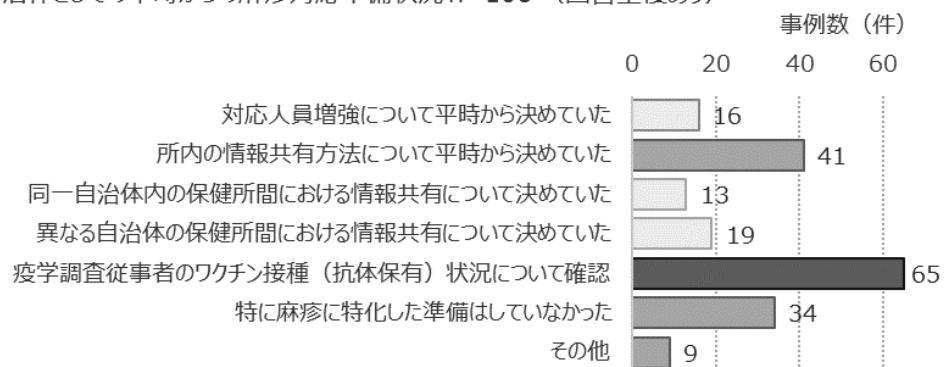 事例数（件）
0 20 40 60
対応人員増強について平時から決めていた 16
所内の情報共有方法について平時から決めていた 41
同一自治体内の保健所間における情報共有について決めていた 13
異なる自治体の保健所間における情報共有について決めていた 19
疫学調査従事者のワクチン接種（抗体保有）状況について確認 65
特に麻疹に特化した準備はしていなかった 34
その他 9